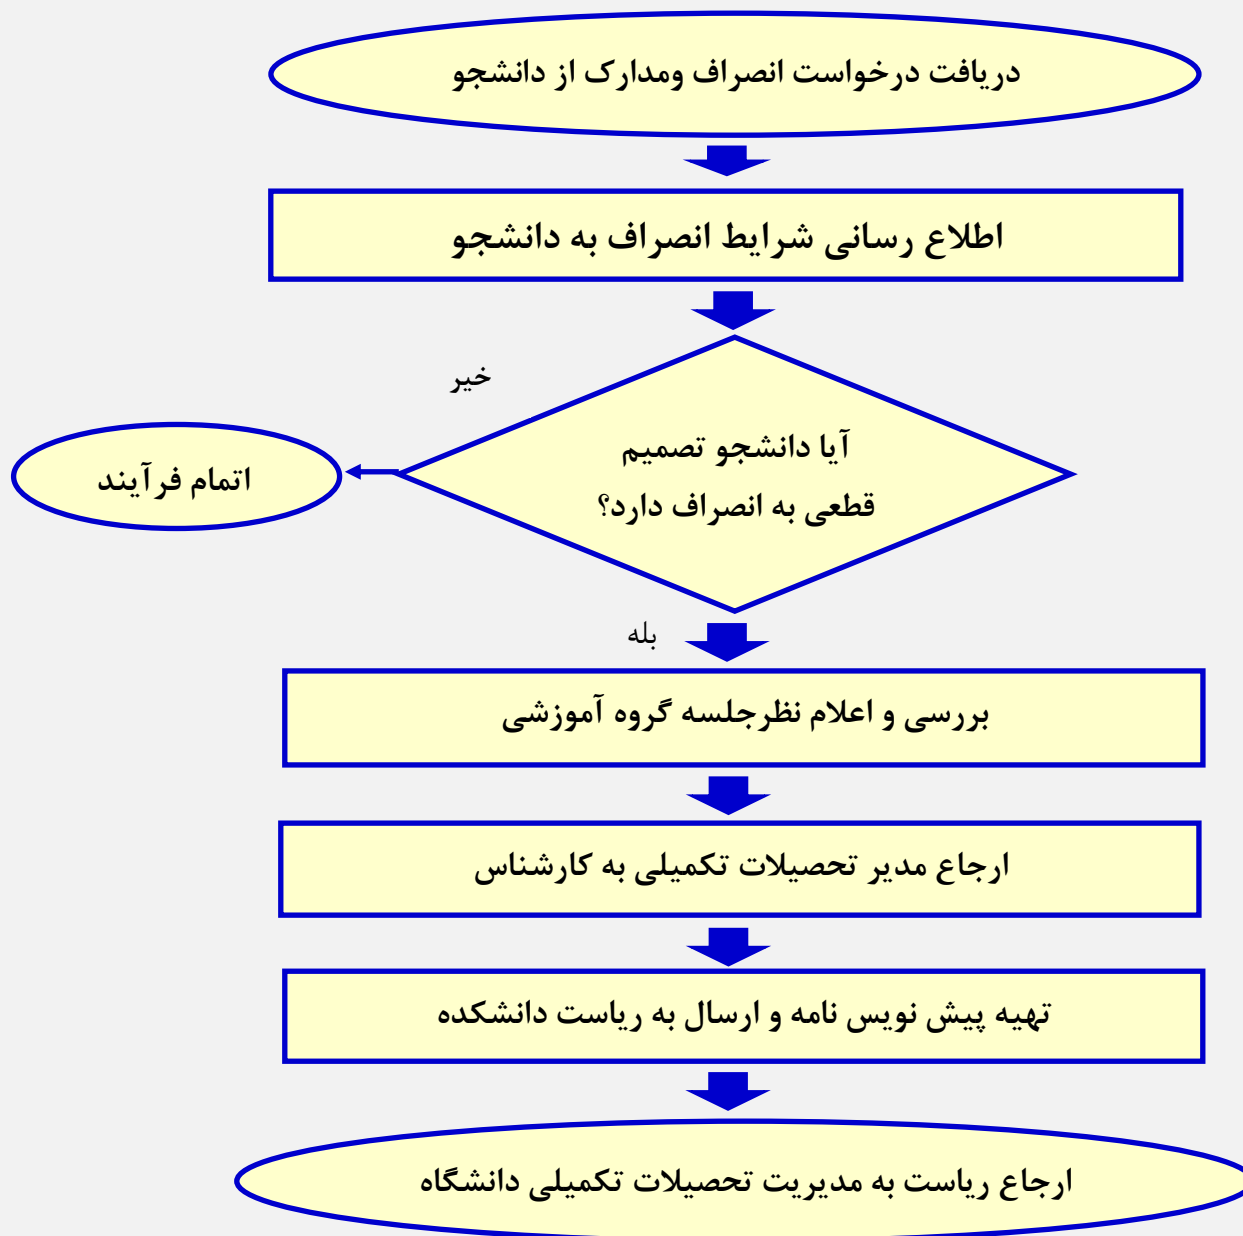 دریافت درخواست انصراف ومدارک از دانشجو
اطلاع رسانی شرایط انصراف به دانشجو
خیر
آیا دانشجو تصمیم
قطعی به انصراف دارد؟
اتمام فرآیند
بله
بررسی و اعلام نظرجلسه گروه آموزشی
ارجاع مدیر تحصیلات تکمیلی به کارشناس
تهیه پیش نویس نامه و ارسال به ریاست دانشکده
ارجاع ریاست به مدیریت تحصیلات تکمیلی دانشگاه